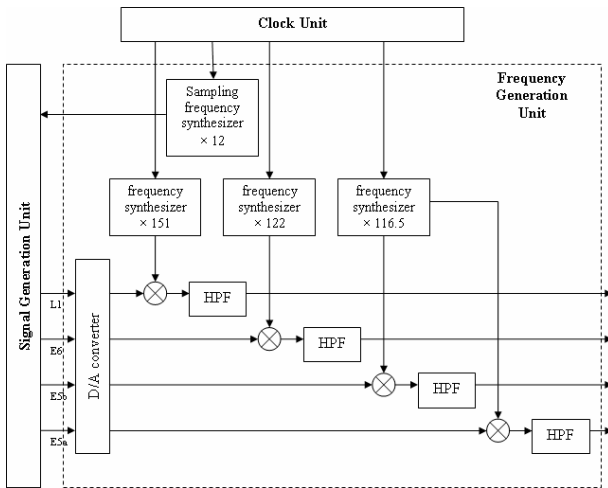 Clock Unit
Frequency
Generation
Unit
Sampling
frequency
synthesizer
× 12
frequency
synthesizer
× 151
frequency
synthesizer
× 122
frequency
synthesizer
× 116.5
Signal Generation Unit
D/A converter
L1
HPF
E6
HPF
E5b
HPF
E5a
HPF